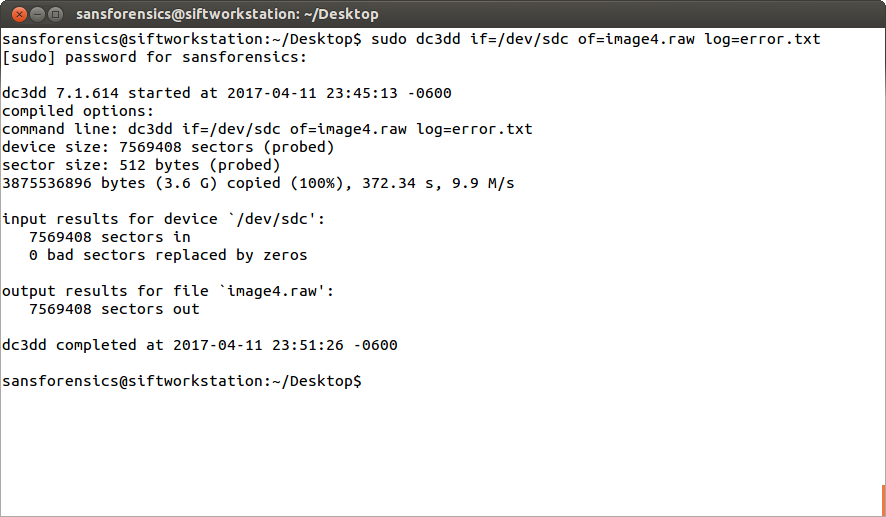 sansforensics@siftworkstation: ~/Desktop
sansforensics@siftworkstation:~/Desktop$ sudo dc3dd if=/dev/sdc of=image4.raw log=error.txt
[sudo] password for sansforensics:

dc3dd 7.1.614 started at 2017-04-11 23:45:13 -0600
compiled options:
command line: dc3dd if=/dev/sdc of=image4.raw log=error.txt
device size: 7569408 sectors (probed)
sector size: 512 bytes (probed)
3875536896 bytes (3.6 G) copied (100%), 372.34 s, 9.9 M/s

input results for device `/dev/sdc':
   7569408 sectors in
   0 bad sectors replaced by zeros

output results for file `image4.raw':
   7569408 sectors out

dc3dd completed at 2017-04-11 23:51:26 -0600

sansforensics@siftworkstation:~/Desktop$